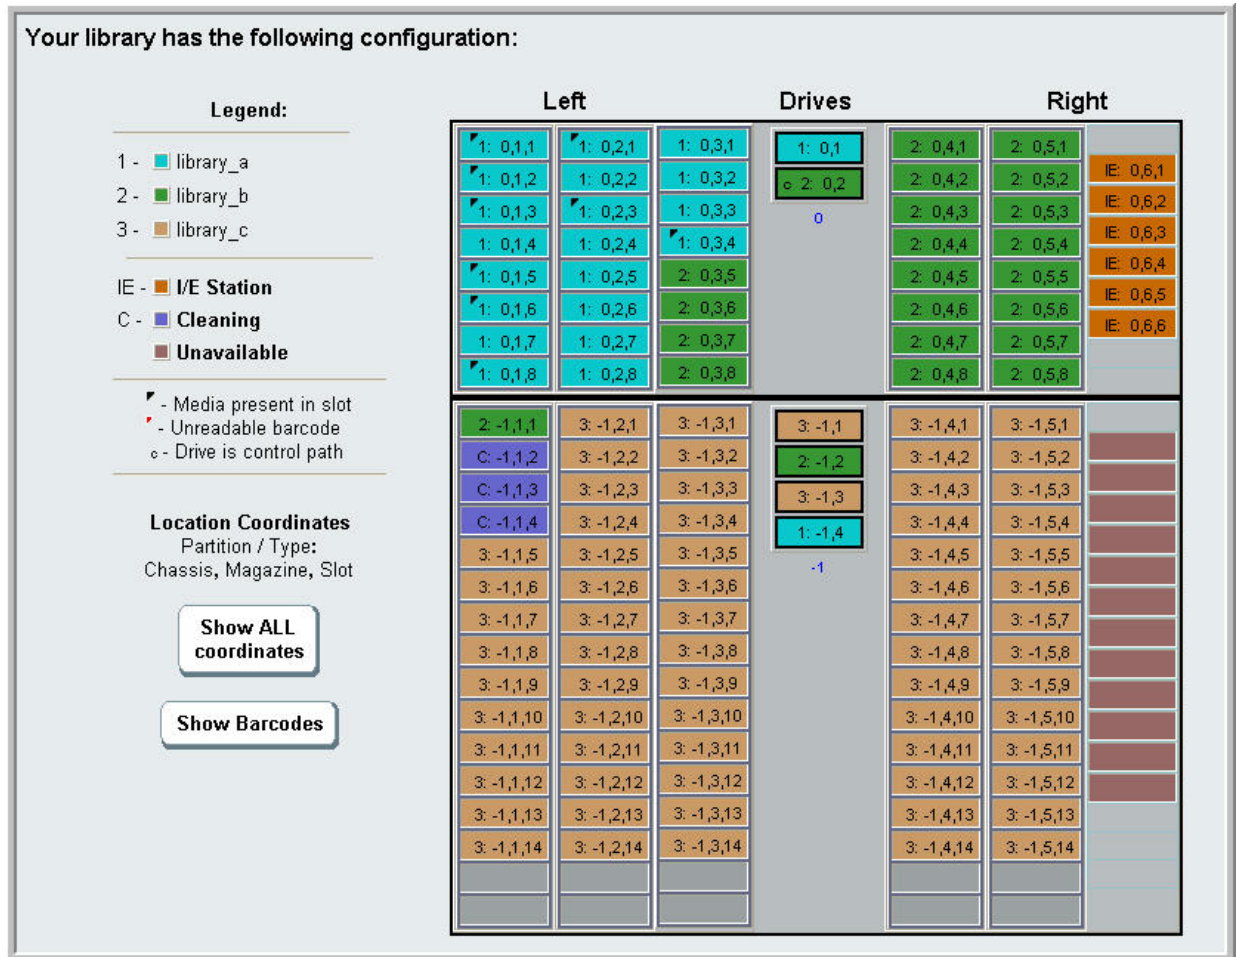 Your library has the following configuration:
Legend:
1 - library_a
2 - library_b
3 - library_c
IE - I/E Station
C - Cleaning
Unavailable
- Media present in slot
- Unreadable barcode
c - Drive is control path
Location Coordinates
Partition / Type:
Chassis, Magazine, Slot
Show ALL
coordinates
Show Barcodes
Left Drives Right
1: 0,1,1 1: 0,2,1 1: 0,3,1 1: 0,1 2: 0,4,1 2: 0,5,1
IE: 0,6,1
1: 0,1,2 1: 0,2,2 1: 0,3,2 c 2: 0,2 2: 0,4,2 2: 0,5,2
IE: 0,6,2
1: 0,1,3 1: 0,2,3 1: 0,3,3 0 2: 0,4,3 2: 0,5,3
IE: 0,6,3
1: 0,1,4 1: 0,2,4 1: 0,3,4 2: 0,4,4 2: 0,5,4
IE: 0,6,4
1: 0,1,5 1: 0,2,5 2: 0,3,5 2: 0,4,5 2: 0,5,5
IE: 0,6,5
1: 0,1,6 1: 0,2,6 2: 0,3,6 2: 0,4,6 2: 0,5,6
IE: 0,6,6
1: 0,1,7 1: 0,2,7 2: 0,3,7 2: 0,4,7 2: 0,5,7
1: 0,1,8 1: 0,2,8 2: 0,3,8 2: 0,4,8 2: 0,5,8
2: -1,1,1 3: -1,2,1 3: -1,3,1 3: -1,1 3: -1,4,1 3: -1,5,1
C: -1,1,2 3: -1,2,2 3: -1,3,2 2: -1,2 3: -1,4,2 3: -1,5,2
C: -1,1,3 3: -1,2,3 3: -1,3,3 3: -1,3 3: -1,4,3 3: -1,5,3
C: -1,1,4 3: -1,2,4 3: -1,3,4 1: -1,4 3: -1,4,4 3: -1,5,4
3: -1,1,5 3: -1,2,5 3: -1,3,5 -1 3: -1,4,5 3: -1,5,5
3: -1,1,6 3: -1,2,6 3: -1,3,6 3: -1,4,6 3: -1,5,6
3: -1,1,7 3: -1,2,7 3: -1,3,7 3: -1,4,7 3: -1,5,7
3: -1,1,8 3: -1,2,8 3: -1,3,8 3: -1,4,8 3: -1,5,8
3: -1,1,9 3: -1,2,9 3: -1,3,9 3: -1,4,9 3: -1,5,9
3: -1,1,10 3: -1,2,10 3: -1,3,10 3: -1,4,10 3: -1,5,10
3: -1,1,11 3: -1,2,11 3: -1,3,11 3: -1,4,11 3: -1,5,11
3: -1,1,12 3: -1,2,12 3: -1,3,12 3: -1,4,12 3: -1,5,12
3: -1,1,13 3: -1,2,13 3: -1,3,13 3: -1,4,13 3: -1,5,13
3: -1,1,14 3: -1,2,14 3: -1,3,14 3: -1,4,14 3: -1,5,14